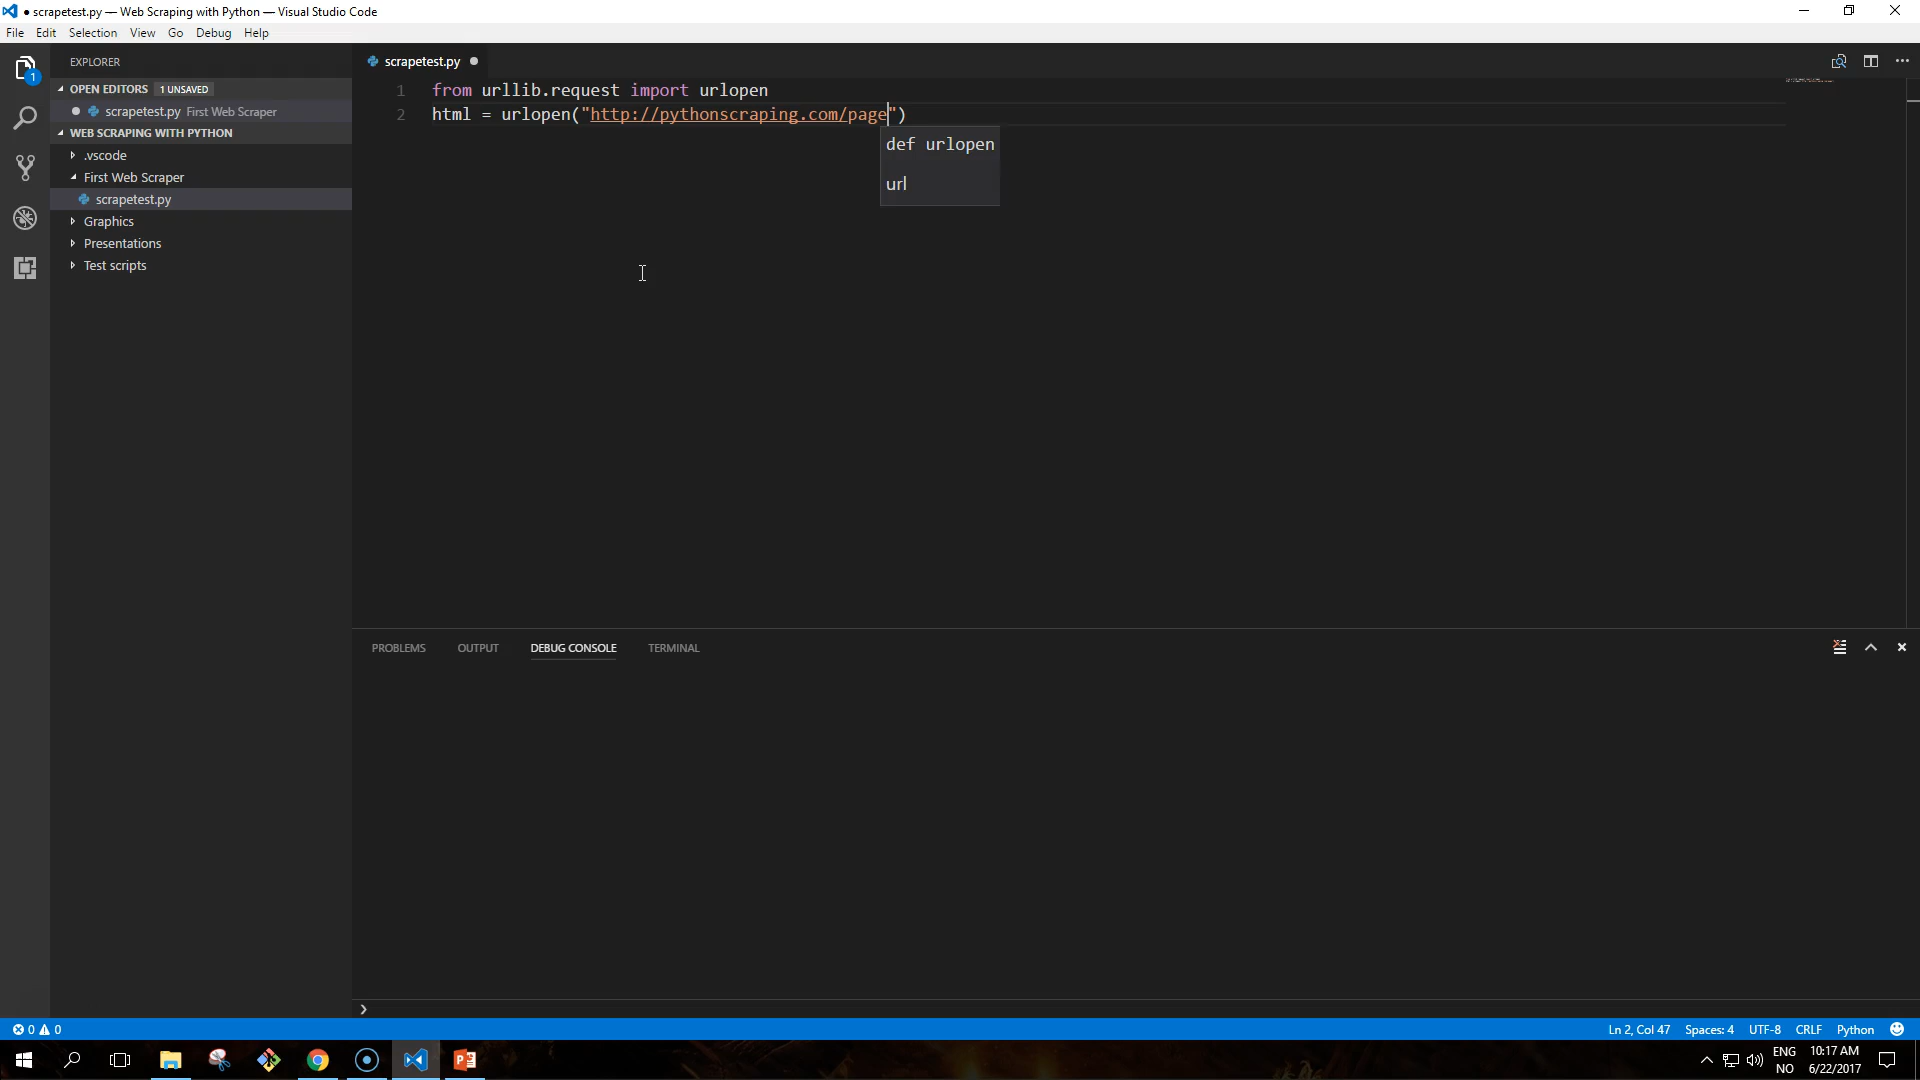 ● scrapetest.py — Web Scraping with Python — Visual Studio Code
File Edit Selection View Go Debug Help
1
EXPLORER
OPEN EDITORS 1 UNSAVED
scrapetest.py First Web Scraper
WEB SCRAPING WITH PYTHON
.vscode
First Web Scraper
scrapetest.py
Graphics
Presentations
Test scripts
scrapetest.py
1 from urllib.request import urlopen
2 html = urlopen("http://pythonscraping.com/page")
def urlopen
url
PROBLEMS OUTPUT DEBUG CONSOLE TERMINAL
0 0
Ln 2, Col 47 Spaces: 4 UTF-8 CRLF Python
ENG
NO
10:17 AM
6/22/2017